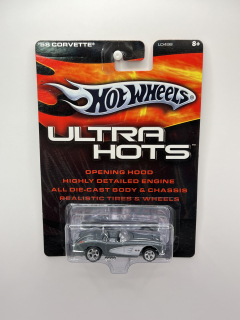 '58 CORVETTE
8+
HOT WHEELS
ULTRA
HOTS™
OPENING HOOD
HIGHLY DETAILED ENGINE
ALL DIE-CAST BODY & CHASSIS
REALISTIC TIRES & WHEELS